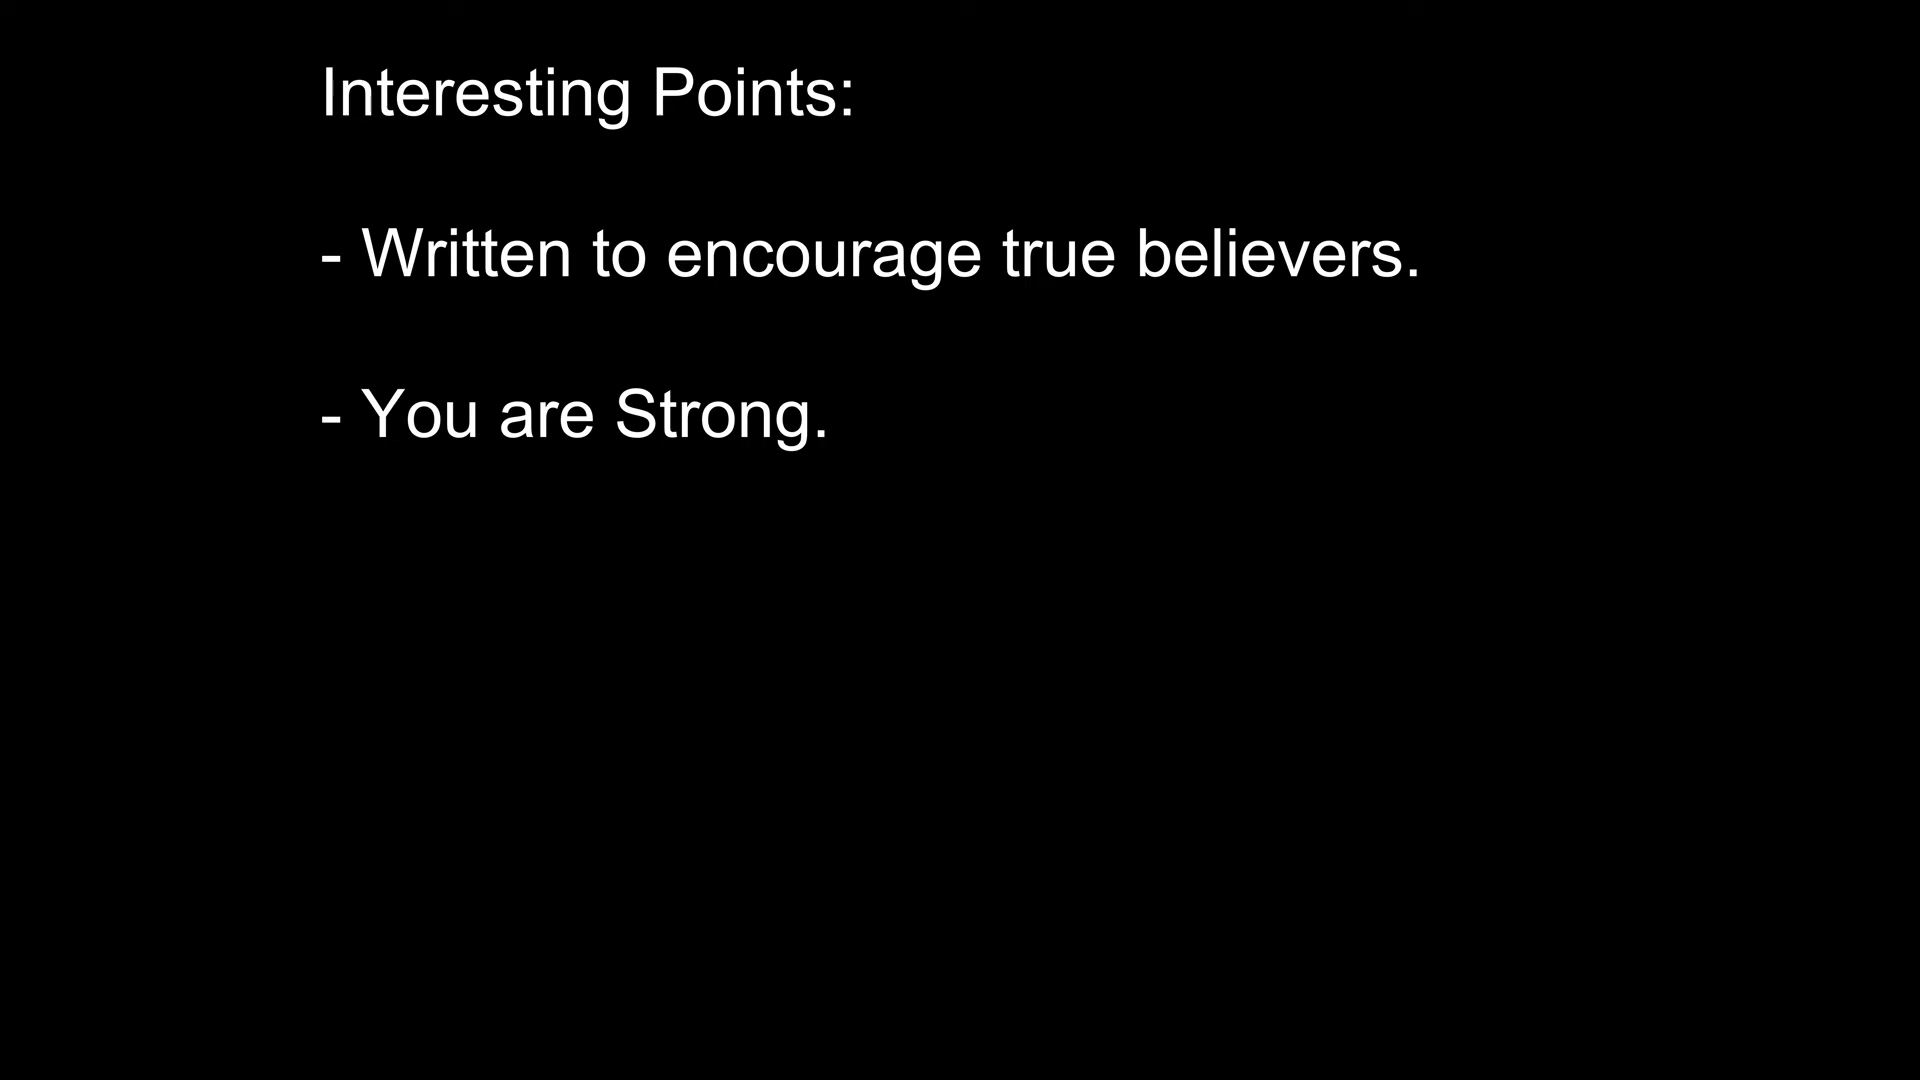 Interesting Points:
- Written to encourage true believers.
- You are Strong.